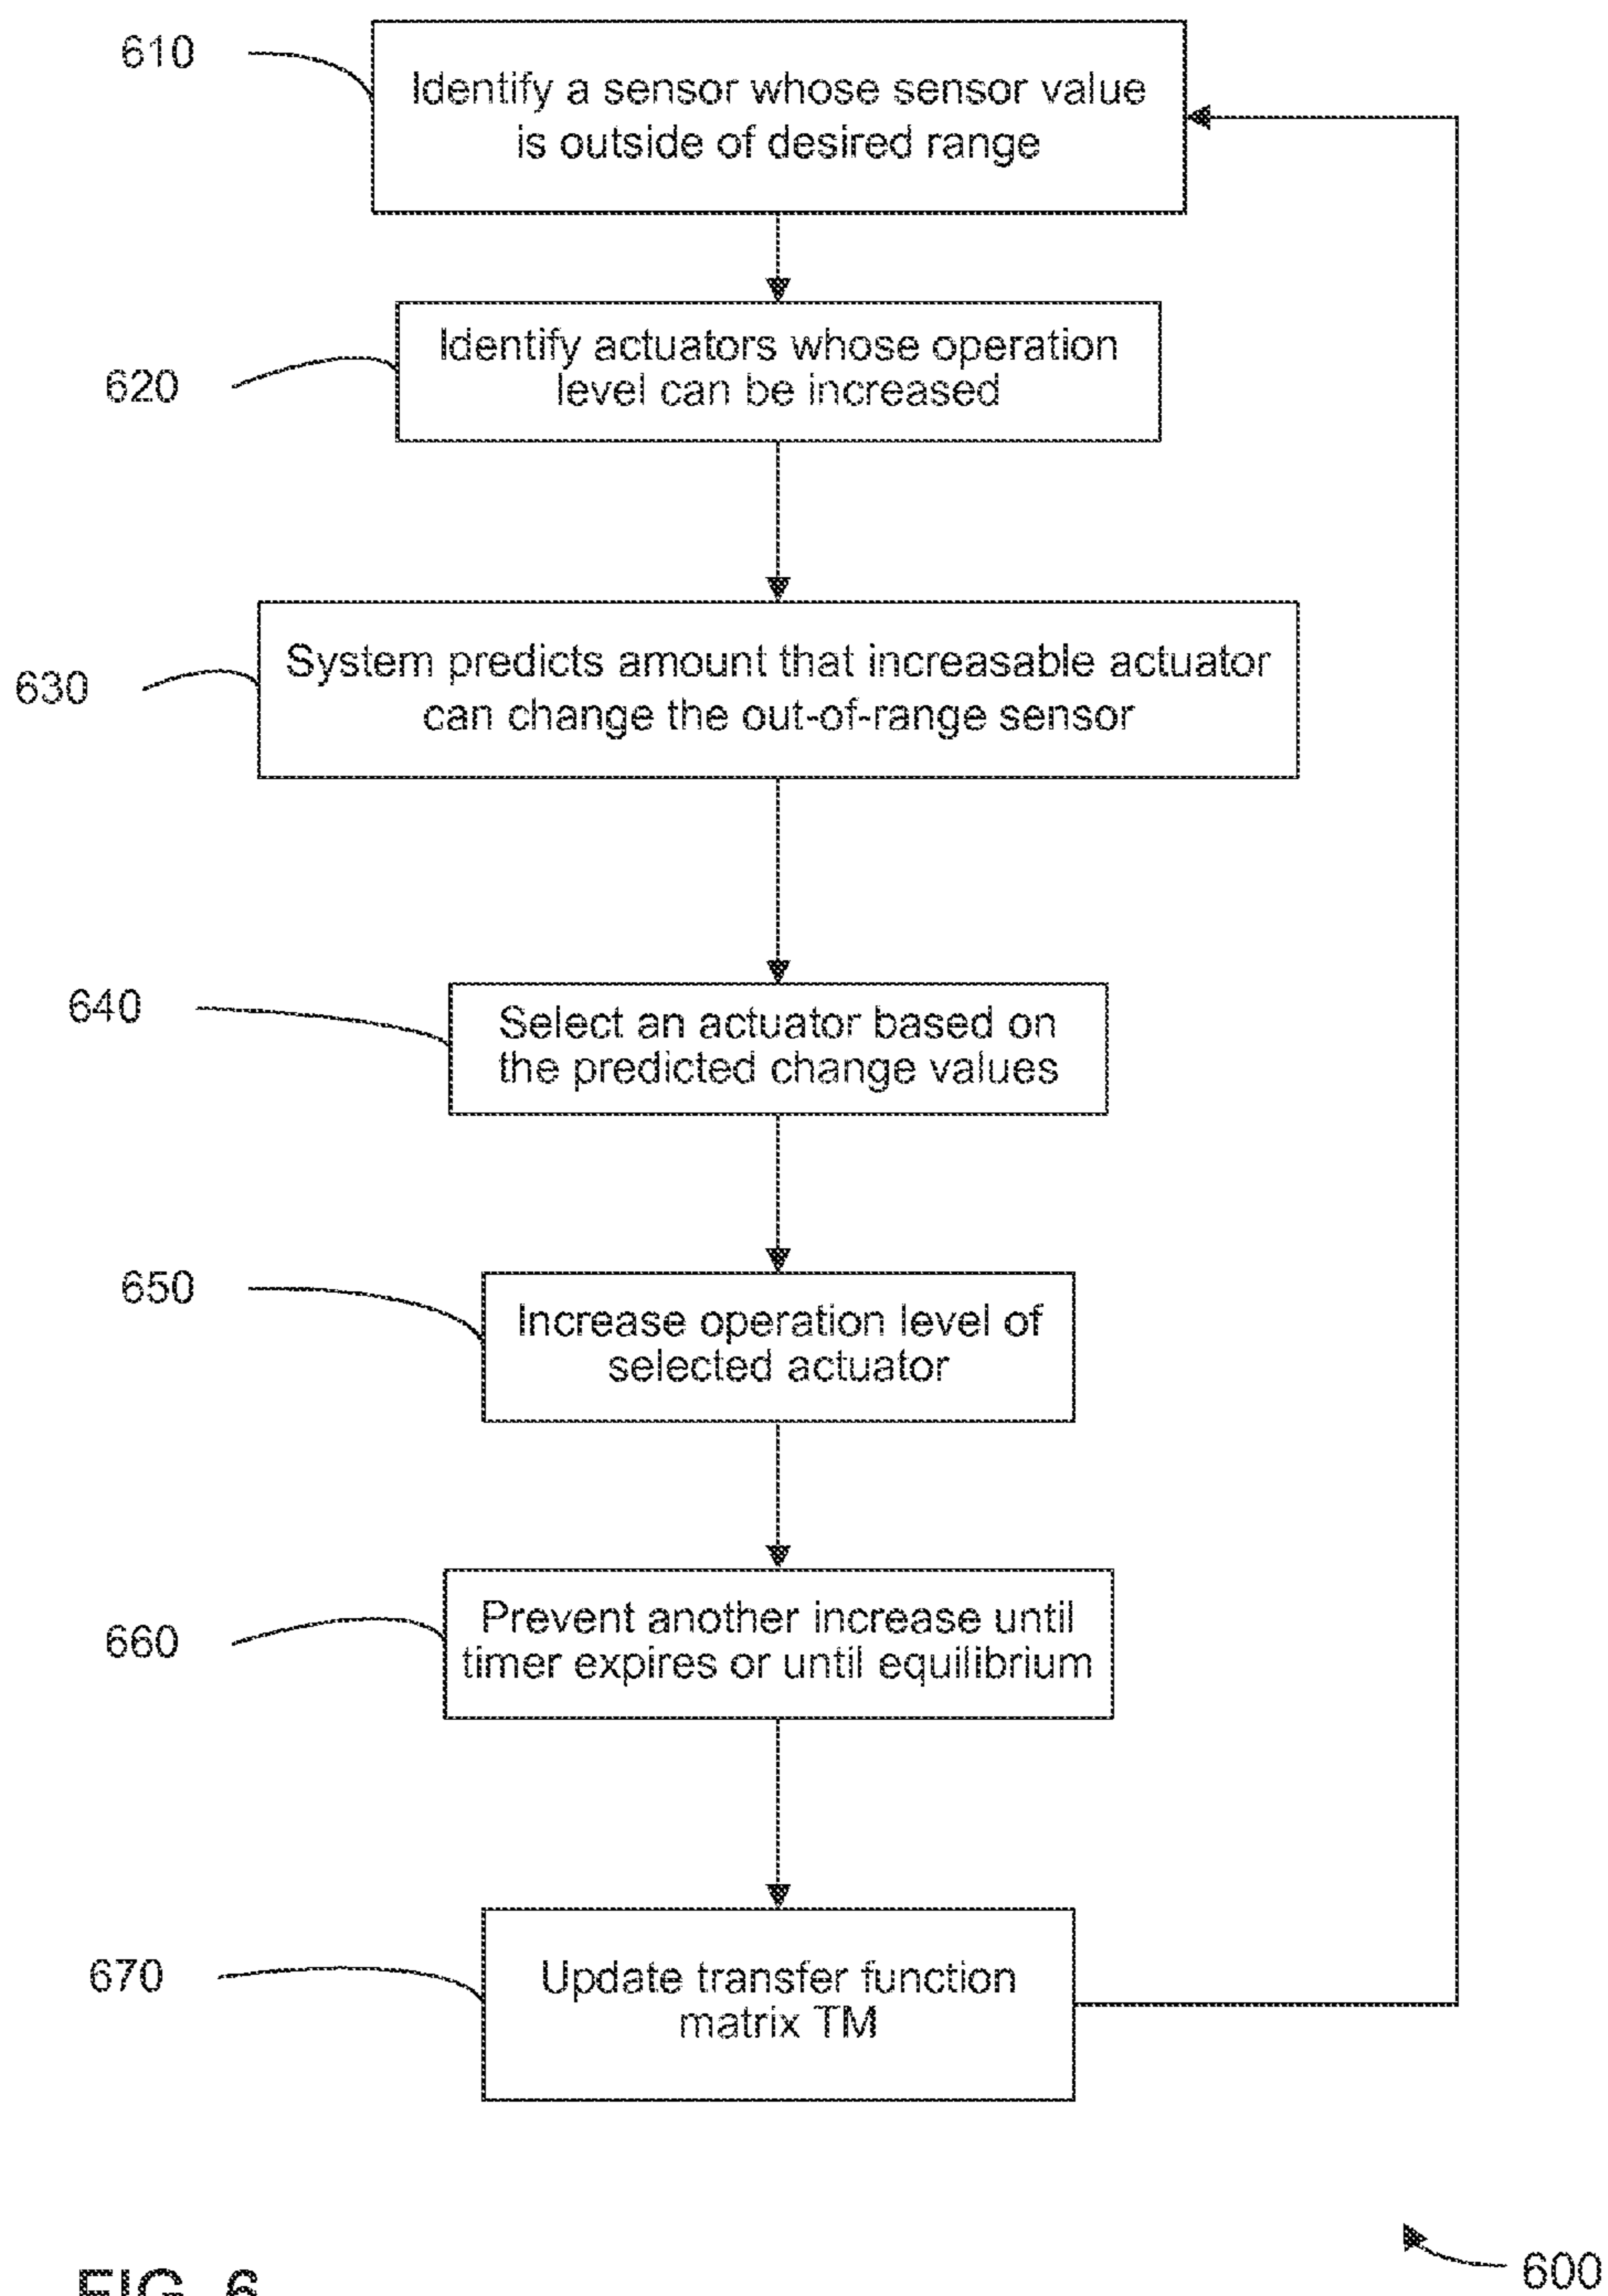 610
Identify a sensor whose sensor value
is outside of desired range
620
Identify actuators whose operation
level can be increased
630
System predicts amount that increasable actuator
can change the out-of-range sensor
640
Select an actuator based on
the predicted change values
650
Increase operation level of
selected actuator
660
Prevent another increase until
timer expires or until equilibrium
670
Update transfer function
matrix TM
600
FIG. 6